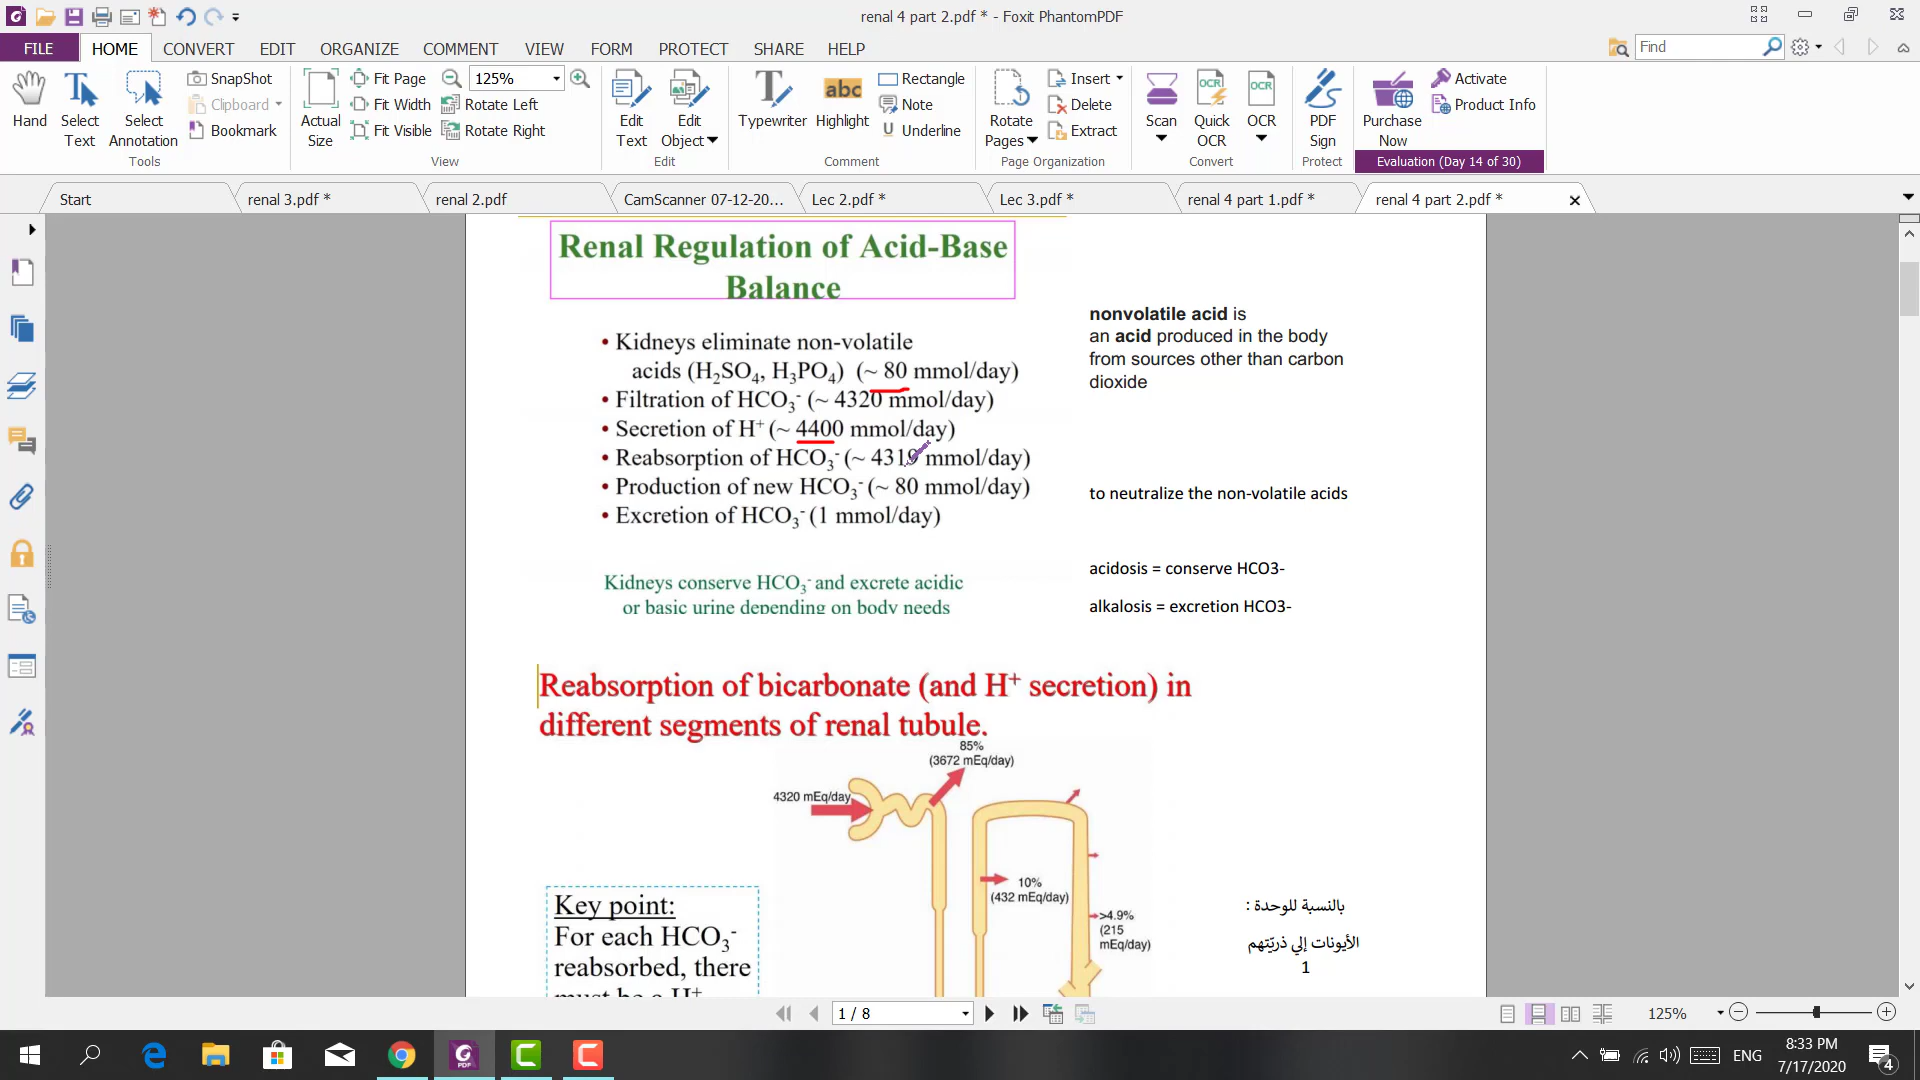 renal 4 part 2.pdf * - Foxit PhantomPDF
FILE HOME CONVERT EDIT ORGANIZE COMMENT VIEW FORM PROTECT SHARE HELP Find
Hand
Select Text
Select Annotation
SnapShot
Clipboard
Bookmark
Tools
Actual Size
Fit Page
Fit Width
Fit Visible
125%
Rotate Left
Rotate Right
View
Edit Text
Edit Object
Edit
Typewriter
abc
Highlight
Rectangle
Note
Underline
Comment
Rotate Pages
Insert
Delete
Extract
Page Organization
Scan
OCR
Quick OCR
OCR
OCR
Convert
PDF Sign
Protect
Purchase Now
Activate
Product Info
Evaluation (Day 14 of 30)
Start renal 3.pdf * renal 2.pdf CamScanner 07-12-20... Lec 2.pdf * Lec 3.pdf * renal 4 part 1.pdf * renal 4 part 2.pdf *
Renal Regulation of Acid-Base
Balance
• Kidneys eliminate non-volatile
acids (H₂SO₄, H₃PO₄) (~ 80 mmol/day)
• Filtration of HCO₃⁻ (~ 4320 mmol/day)
• Secretion of H⁺ (~ 4400 mmol/day)
• Reabsorption of HCO₃⁻ (~ 4319 mmol/day)
• Production of new HCO₃⁻ (~ 80 mmol/day)
• Excretion of HCO₃⁻ (1 mmol/day)
Kidneys conserve HCO₃⁻ and excrete acidic
or basic urine depending on body needs
nonvolatile acid is
an acid produced in the body
from sources other than carbon
dioxide
to neutralize the non-volatile acids
acidosis = conserve HCO3-
alkalosis = excretion HCO3-
Reabsorption of bicarbonate (and H⁺ secretion) in
different segments of renal tubule.
85%
(3672 mEq/day)
4320 mEq/day
10%
(432 mEq/day)
>4.9%
(215
mEq/day)
Key point:
For each HCO₃⁻
reabsorbed, there
must be a H⁺
بالنسبة للوحدة :
الأيونات إلي ذريّتهم
1
1 / 8
125%
PDF
ENG
8:33 PM
7/17/2020
4